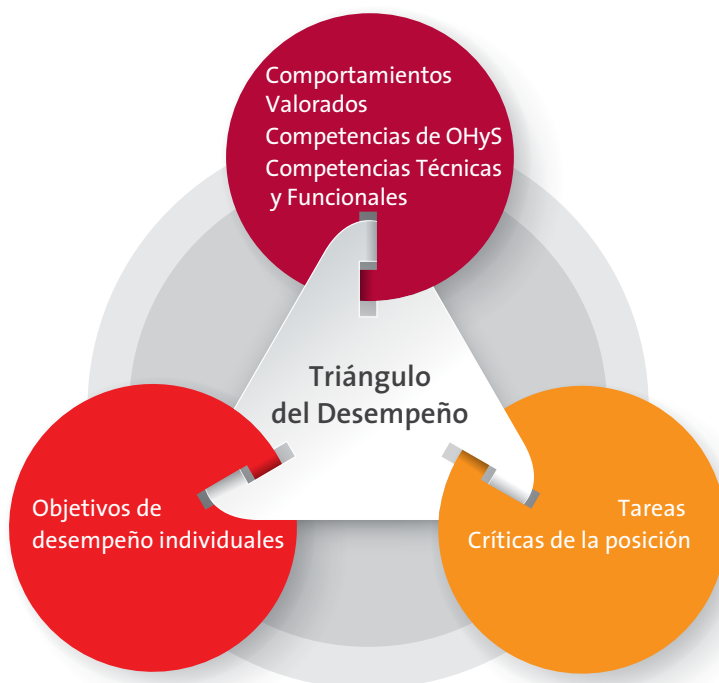 Comportamientos
Valorados
Competencias de OHyS
Competencias Técnicas
y Funcionales
Triángulo
del Desempeño
Objetivos de
desempeño individuales
Tareas
Críticas de la posición